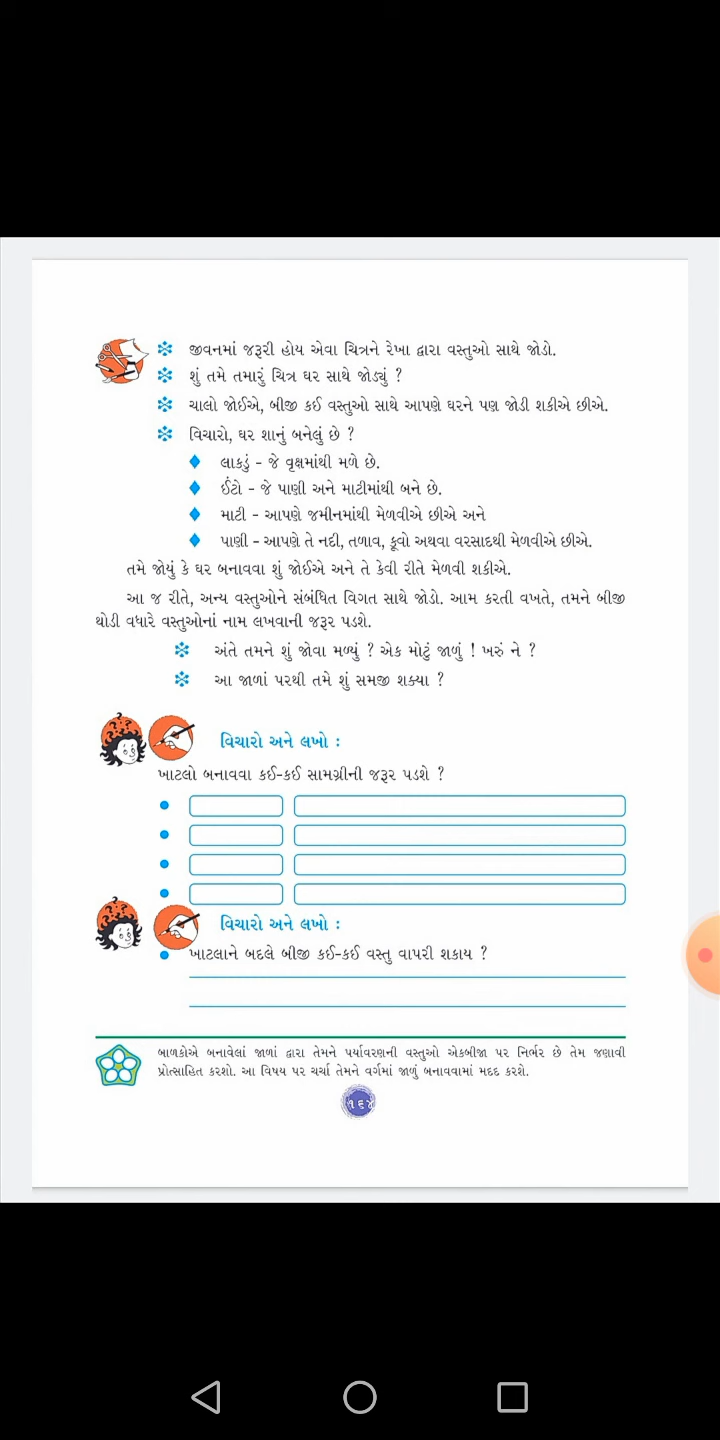 જીવનમાં જરૂરી હોય એવા ચિત્રને રેખા દ્વારા વસ્તુઓ સાથે જોડો.
શું તમે તમારું ચિત્ર ઘર સાથે જોડ્યું ?
ચાલો જોઈએ, બીજી કઈ વસ્તુઓ સાથે આપણે ઘરને પણ જોડી શકીએ છીએ.
વિચારો, ઘર શાનું બનેલું છે ?
લાકડું - જે વૃક્ષમાંથી મળે છે.
ઈંટો - જે પાણી અને માટીમાંથી બને છે.
માટી - આપણે જમીનમાંથી મેળવીએ છીએ અને
પાણી - આપણે તે નદી, તળાવ, કૂવો અથવા વરસાદથી મેળવીએ છીએ.
તમે જોયું કે ઘર બનાવવા શું જોઈએ અને તે કેવી રીતે મેળવી શકીએ.
આ જ રીતે, અન્ય વસ્તુઓને સંબંધિત વિગત સાથે જોડો. આમ કરતી વખતે, તમને બીજી
થોડી વધારે વસ્તુઓનાં નામ લખવાની જરૂર પડશે.
અંતે તમને શું જોવા મળ્યું ? એક મોટું જાળું ! ખરું ને ?
આ જાળાં પરથી તમે શું સમજી શક્યા ?
વિચારો અને લખો :
ખાટલો બનાવવા કઈ-કઈ સામગ્રીની જરૂર પડશે ?
વિચારો અને લખો :
ખાટલાને બદલે બીજી કઈ-કઈ વસ્તુ વાપરી શકાય ?
બાળકોએ બનાવેલાં જાળાં દ્વારા તેમને પર્યાવરણની વસ્તુઓ એકબીજા પર નિર્ભર છે તેમ જણાવી
પ્રોત્સાહિત કરશો. આ વિષય પર ચર્ચા તેમને વર્ગમાં જાળું બનાવવામાં મદદ કરશે.
૧૬૪